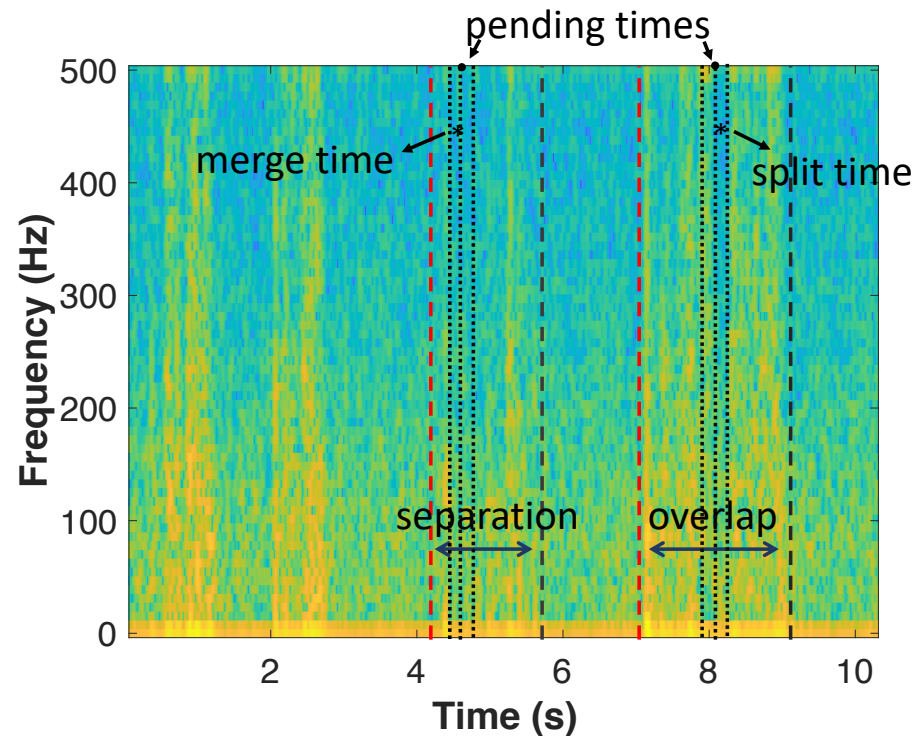 pending times
500
merge time
split time
400
300
200
separation
overlap
100
0
2
4
6
8
10
Frequency (Hz)
Time (s)